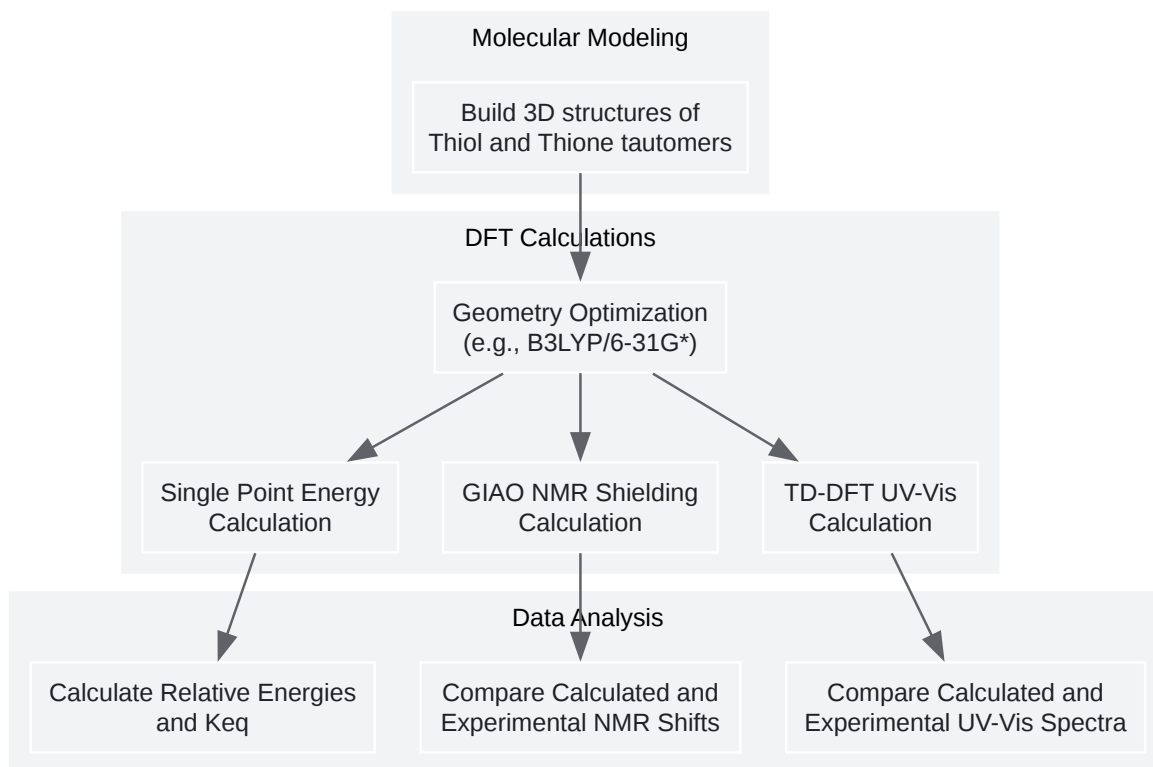 Molecular Modeling
Build 3D structures of
Thiol and Thione tautomers
DFT Calculations
Geometry Optimization
(e.g., B3LYP/6-31G*)
Single Point Energy
Calculation
GIAO NMR Shielding
Calculation
TD-DFT UV-Vis
Calculation
Data Analysis
Calculate Relative Energies
and Keq
Compare Calculated and
Experimental NMR Shifts
Compare Calculated and
Experimental UV-Vis Spectra